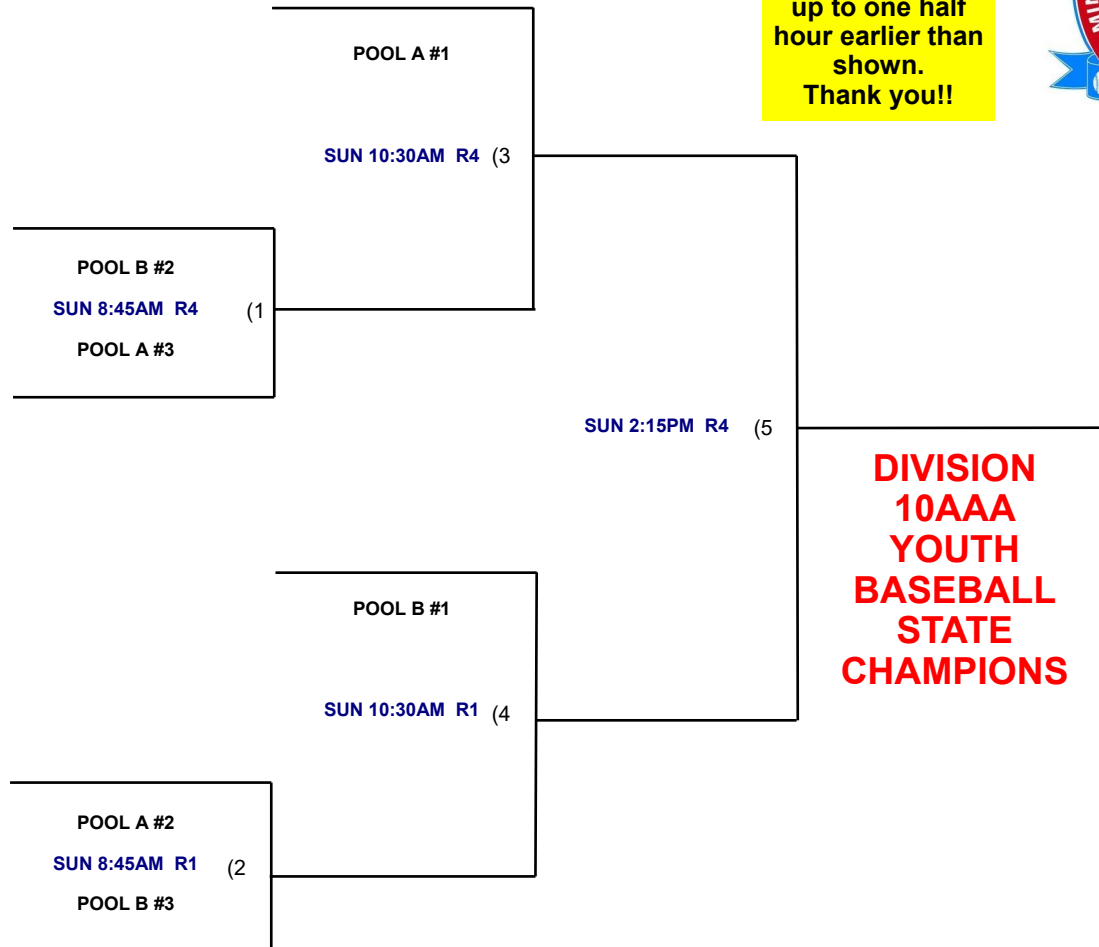 up to one half
hour earlier than
shown.
Thank you!!
POOL A #1
SUN 10:30AM R4 (3
POOL B #2
SUN 8:45AM R4 (1
POOL A #3
SUN 2:15PM R4 (5
DIVISION
10AAA
YOUTH
BASEBALL
STATE
CHAMPIONS
POOL B #1
SUN 10:30AM R1 (4
POOL A #2
SUN 8:45AM R1 (2
POOL B #3